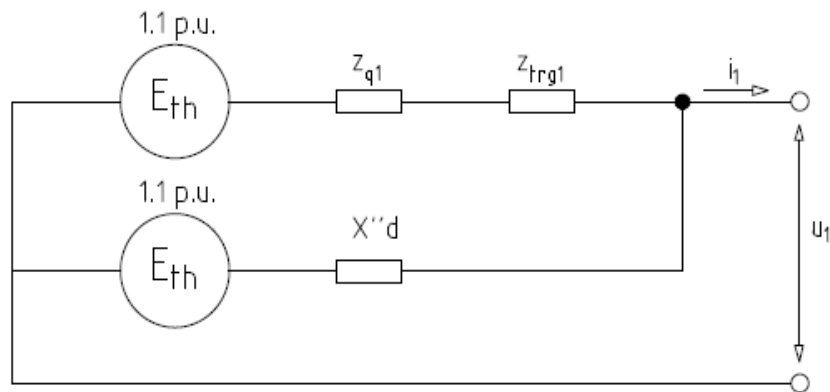 1.1 p.u.
E_th
z_q1
z_trg1
i_1
1.1 p.u.
E_th
X''d
u_1